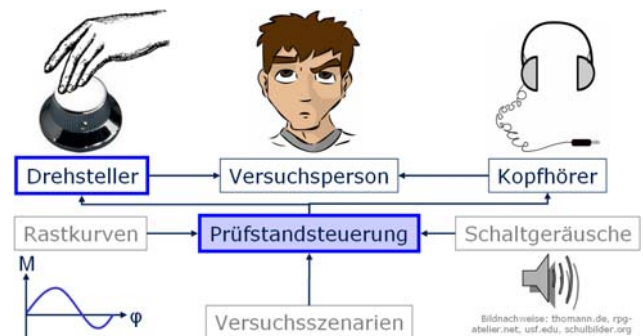 Drehsteller
Versuchsperson
Kopfhörer
Rastkurven
Prüfstandsteuerung
Schaltgeräusche
M
φ
Versuchsszenarien
Bildnachweise: thomann.de, rpg-
atelier.net, usf.edu, schulbilder.org